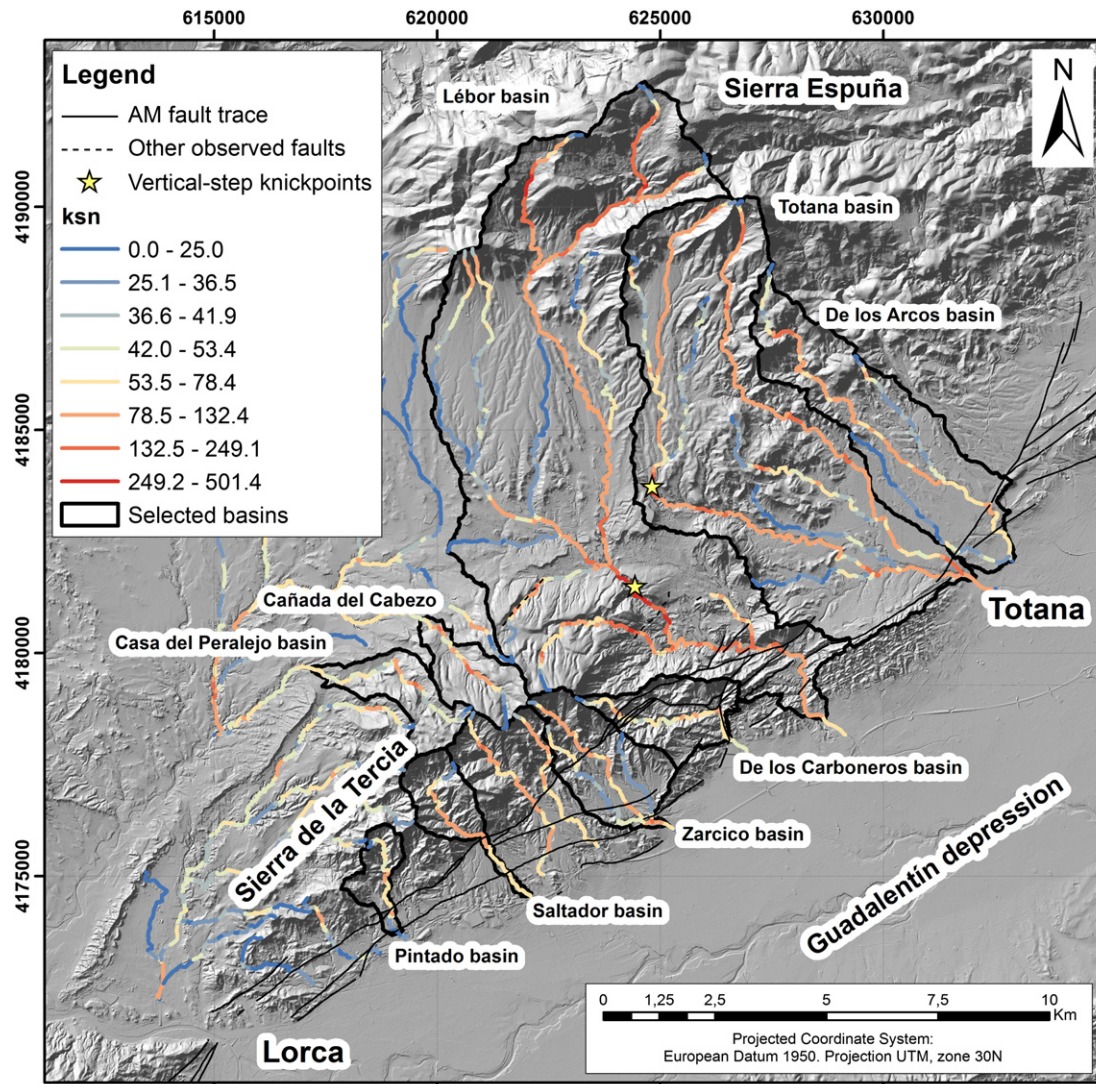 615000
620000
625000
630000
Legend
AM fault trace
Other observed faults
Vertical-step knickpoints
ksn
0.0 - 25.0
25.1 - 36.5
36.6 - 41.9
42.0 - 53.4
53.5 - 78.4
78.5 - 132.4
132.5 - 249.1
249.2 - 501.4
Selected basins
N
Lébor basin
Sierra Espuña
Totana basin
De los Arcos basin
4190000
4185000
4180000
4175000
Totana
Cañada del Cabezo
Casa del Peralejo basin
Sierra de la Tercia
De los Carboneros basin
Zarcico basin
Saltador basin
Pintado basin
Guadalentín depression
Lorca
0 1,25 2,5 5 7,5 10
Km
Projected Coordinate System:
European Datum 1950. Projection UTM, zone 30N